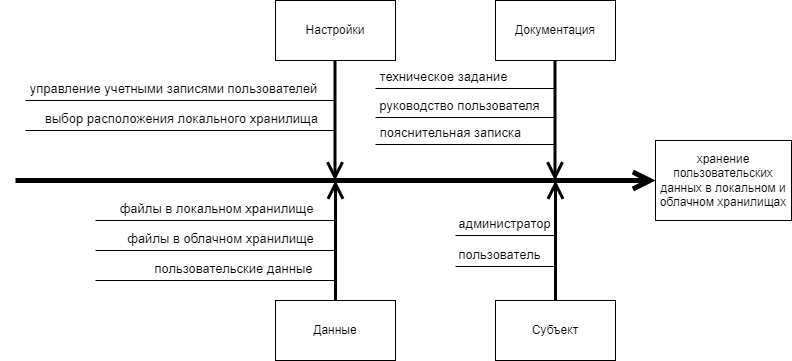 Настройки
Документация
управление учетными записями пользователей
выбор расположения локального хранилища
техническое задание
руководство пользователя
пояснительная записка
хранение
пользовательских
данных в локальном и
облачном хранилищах
файлы в локальном хранилище
файлы в облачном хранилище
пользовательские данные
администратор
пользователь
Данные
Субъект